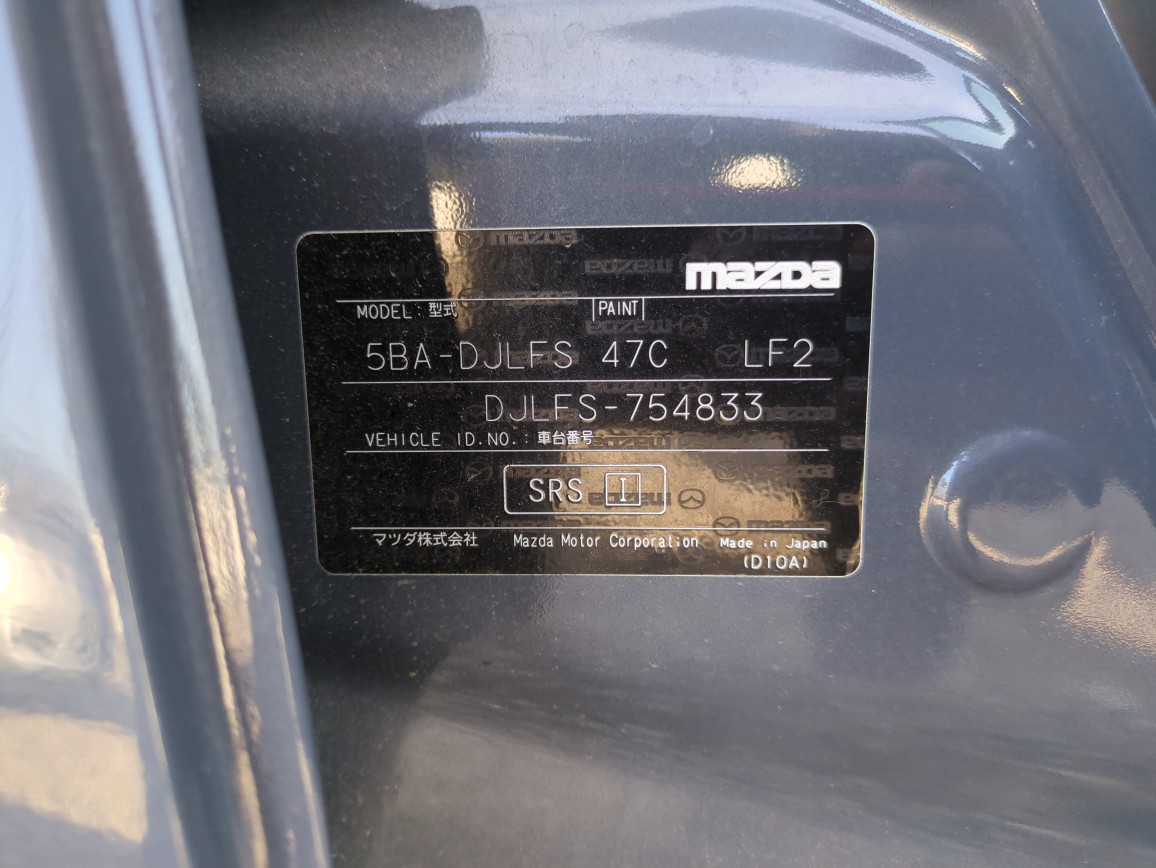 mazda
MODEL: 型式 PAINT
5BA-DJLFS 47C LF2
DJLFS-754833
VEHICLE ID.NO.: 車台番号
SRS I
マツダ株式会社 Mazda Motor Corporation Made in Japan
(D10A)